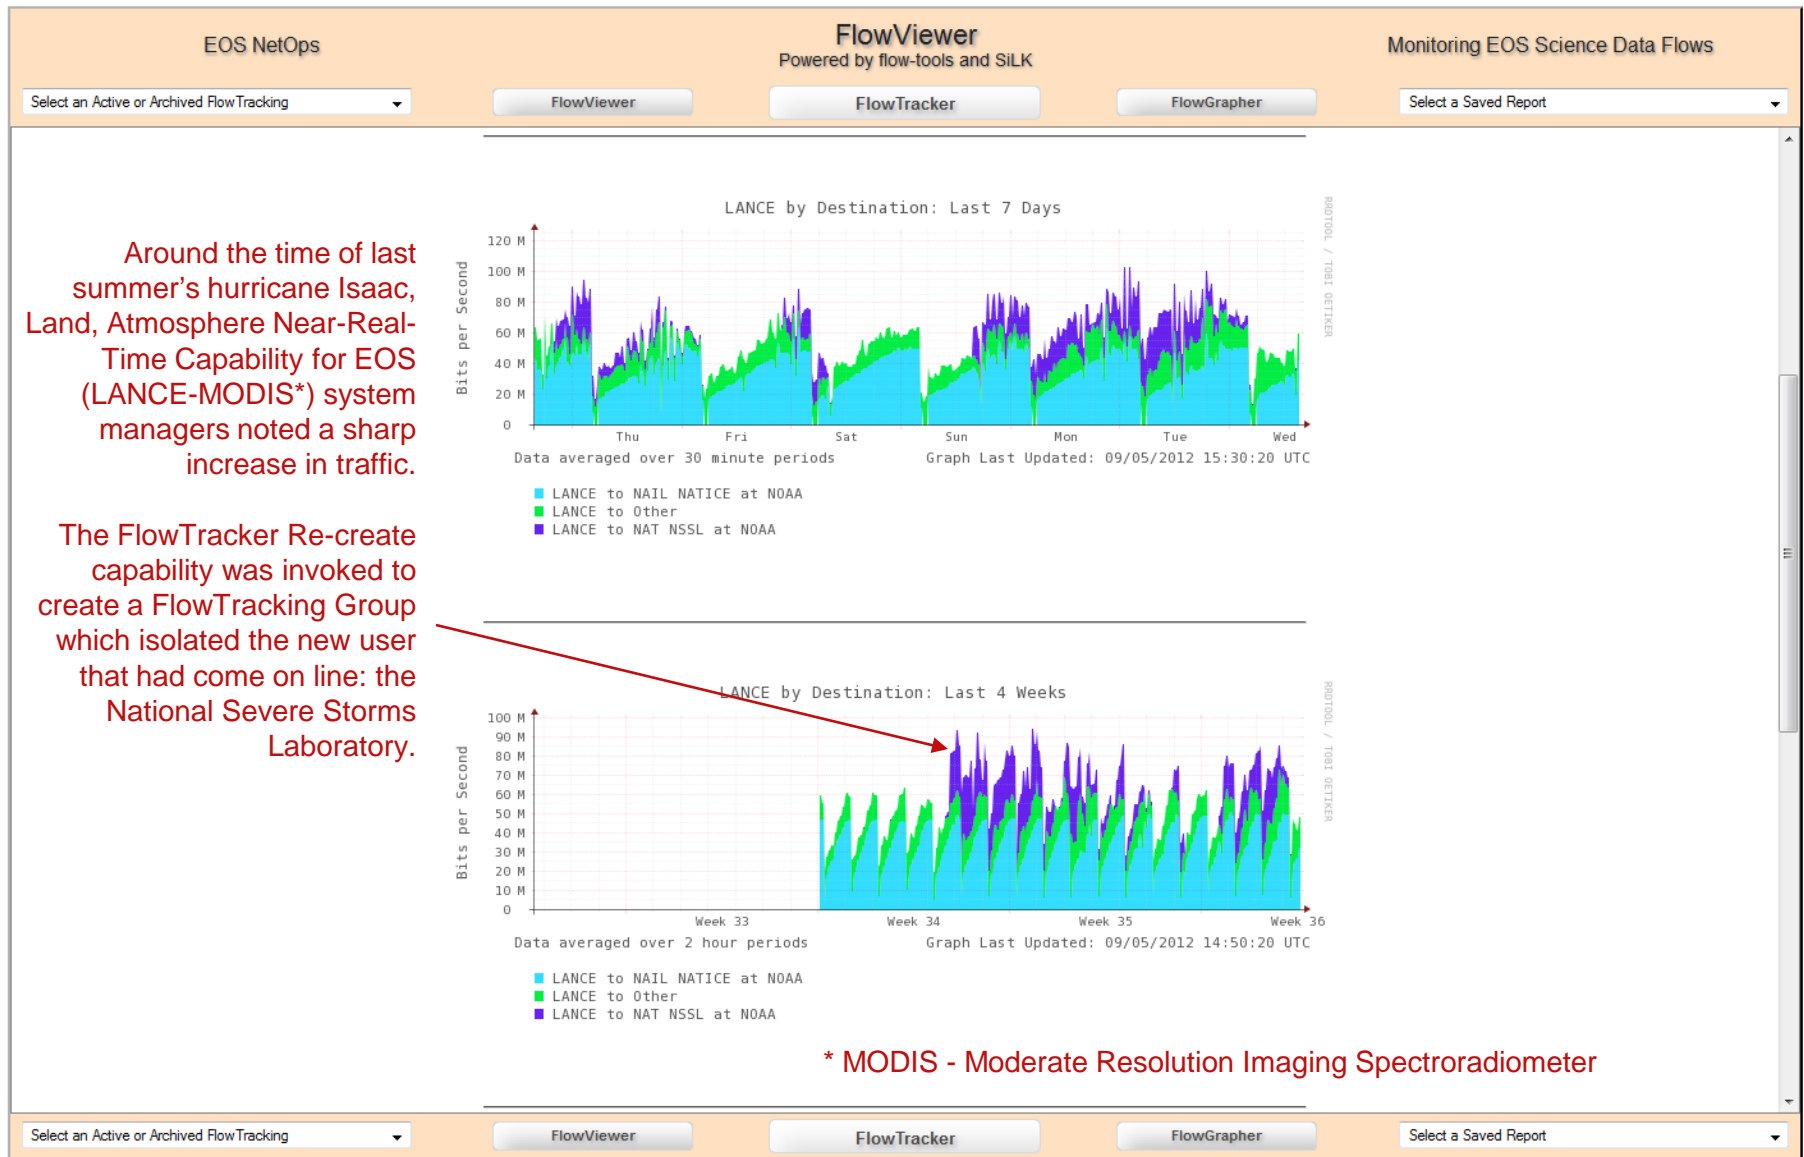 EOS NetOps
FlowViewer
Powered by flow-tools and SiLK
Monitoring EOS Science Data Flows
Select an Active or Archived FlowTracking
FlowViewer
FlowTracker
FlowGrapher
Select a Saved Report
Around the time of last
summer's hurricane Isaac,
Land, Atmosphere Near-Real-
Time Capability for EOS
(LANCE-MODIS*) system
managers noted a sharp
increase in traffic.
The FlowTracker Re-create
capability was invoked to
create a FlowTracking Group
which isolated the new user
that had come on line: the
National Severe Storms
Laboratory.
LANCE by Destination: Last 7 Days
RRDTOOL / TOBI OETIKER
Bits per Second
120 M
100 M
80 M
60 M
40 M
20 M
0
Thu Fri Sat Sun Mon Tue Wed
Data averaged over 30 minute periods
Graph Last Updated: 09/05/2012 15:30:20 UTC
LANCE to NAIL NATICE at NOAA
LANCE to Other
LANCE to NAT NSSL at NOAA
LANCE by Destination: Last 4 Weeks
RRDTOOL / TOBI OETIKER
Bits per Second
100 M
90 M
80 M
70 M
60 M
50 M
40 M
30 M
20 M
10 M
0
Week 33 Week 34 Week 35 Week 36
Data averaged over 2 hour periods
Graph Last Updated: 09/05/2012 14:50:20 UTC
LANCE to NAIL NATICE at NOAA
LANCE to Other
LANCE to NAT NSSL at NOAA
* MODIS - Moderate Resolution Imaging Spectroradiometer
Select an Active or Archived FlowTracking
FlowViewer
FlowTracker
FlowGrapher
Select a Saved Report